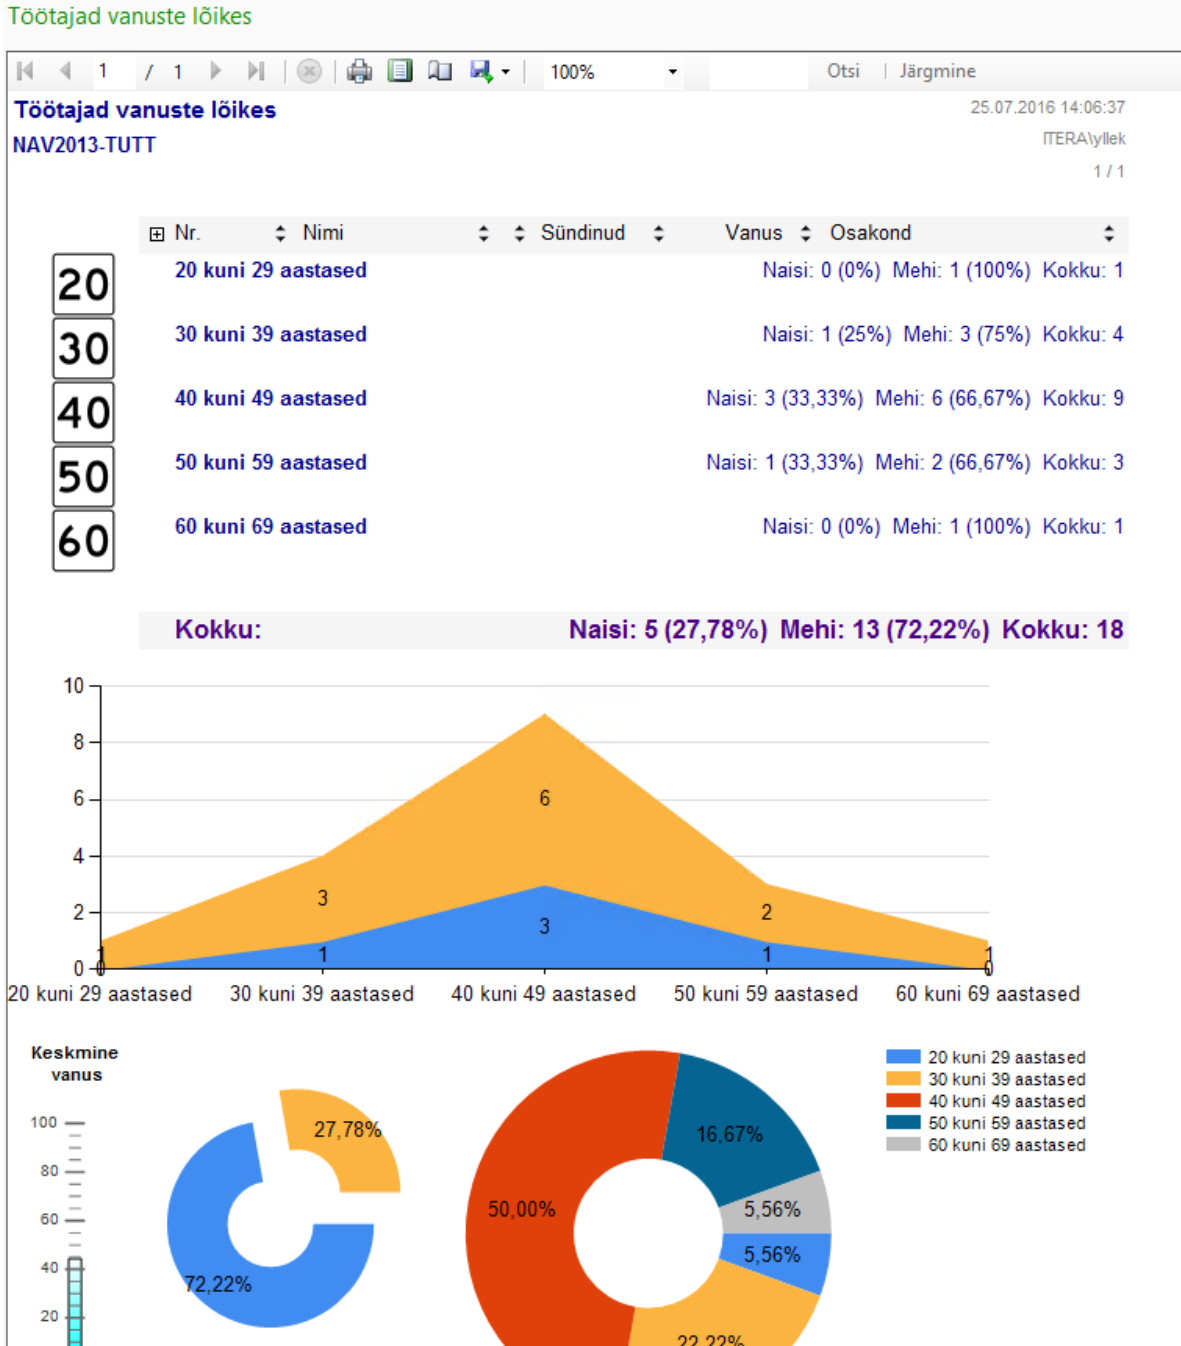 Töötajad vanuste lõikes
1 / 1 100% Otsi | Järgmine
Töötajad vanuste lõikes
25.07.2016 14:06:37
NAV2013-TUTT
ITERA\yllek
1 / 1
Nr. Nimi Sündinud Vanus Osakond
20 20 kuni 29 aastased Naisi: 0 (0%) Mehi: 1 (100%) Kokku: 1
30 30 kuni 39 aastased Naisi: 1 (25%) Mehi: 3 (75%) Kokku: 4
40 40 kuni 49 aastased Naisi: 3 (33,33%) Mehi: 6 (66,67%) Kokku: 9
50 50 kuni 59 aastased Naisi: 1 (33,33%) Mehi: 2 (66,67%) Kokku: 3
60 60 kuni 69 aastased Naisi: 0 (0%) Mehi: 1 (100%) Kokku: 1
Kokku: Naisi: 5 (27,78%) Mehi: 13 (72,22%) Kokku: 18
10
8
6
4
2
0
1
0
3
1
6
3
2
1
1
0
20 kuni 29 aastased 30 kuni 39 aastased 40 kuni 49 aastased 50 kuni 59 aastased 60 kuni 69 aastased
Keskmine
vanus
100
80
60
40
20
27,78%
72,22%
16,67%
50,00%
5,56%
5,56%
22,22%
20 kuni 29 aastased
30 kuni 39 aastased
40 kuni 49 aastased
50 kuni 59 aastased
60 kuni 69 aastased